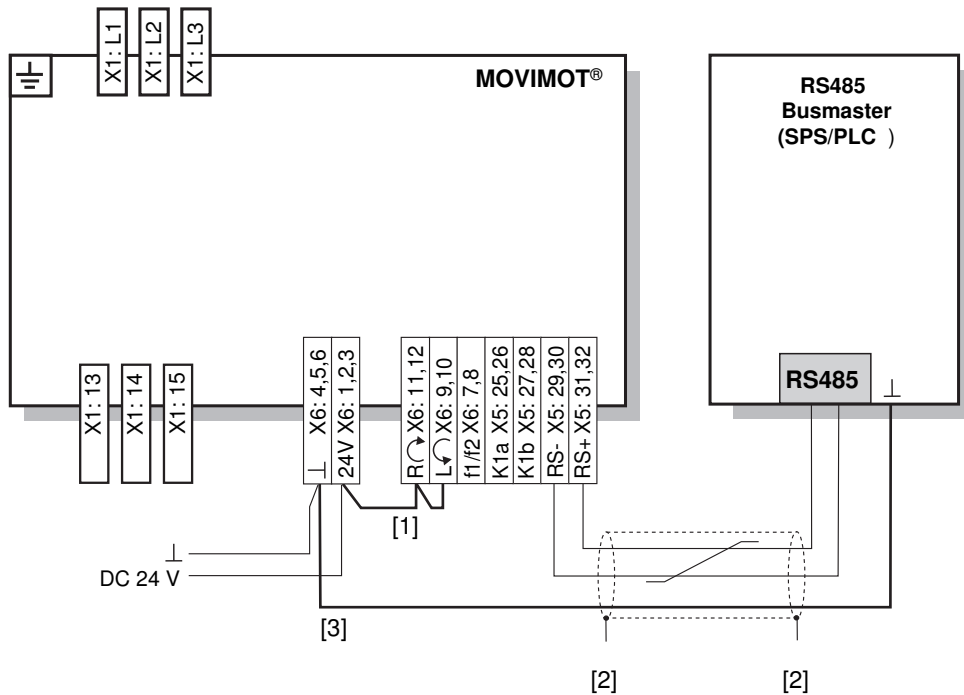 X1: L1
X1: L2
X1: L3
MOVIMOT®
RS485
Busmaster
(SPS/PLC )
X1: 13
X1: 14
X1: 15
⊥ X6: 4,5,6
24V X6: 1,2,3
R X6: 11,12
L X6: 9,10
f1/f2 X6: 7,8
K1a X5: 25,26
K1b X5: 27,28
RS- X5: 29,30
RS+ X5: 31,32
RS485
⊥
[1]
⊥
DC 24 V
[3]
[2]
[2]